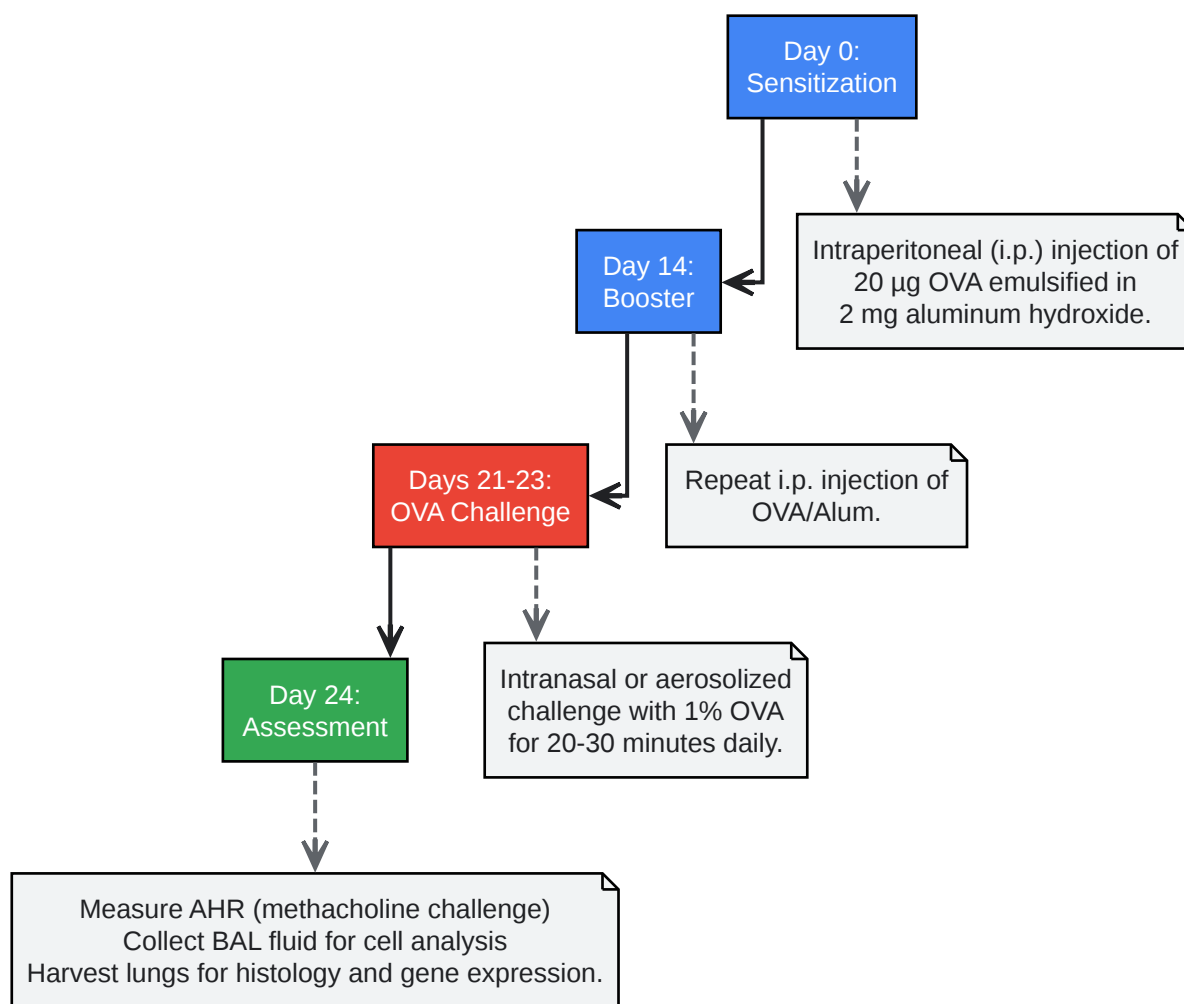 Day 0:
Sensitization
Intraperitoneal (i.p.) injection of
20 µg OVA emulsified in
2 mg aluminum hydroxide.
Day 14:
Booster
Repeat i.p. injection of
OVA/Alum.
Days 21-23:
OVA Challenge
Intranasal or aerosolized
challenge with 1% OVA
for 20-30 minutes daily.
Day 24:
Assessment
Measure AHR (methacholine challenge)
Collect BAL fluid for cell analysis
Harvest lungs for histology and gene expression.